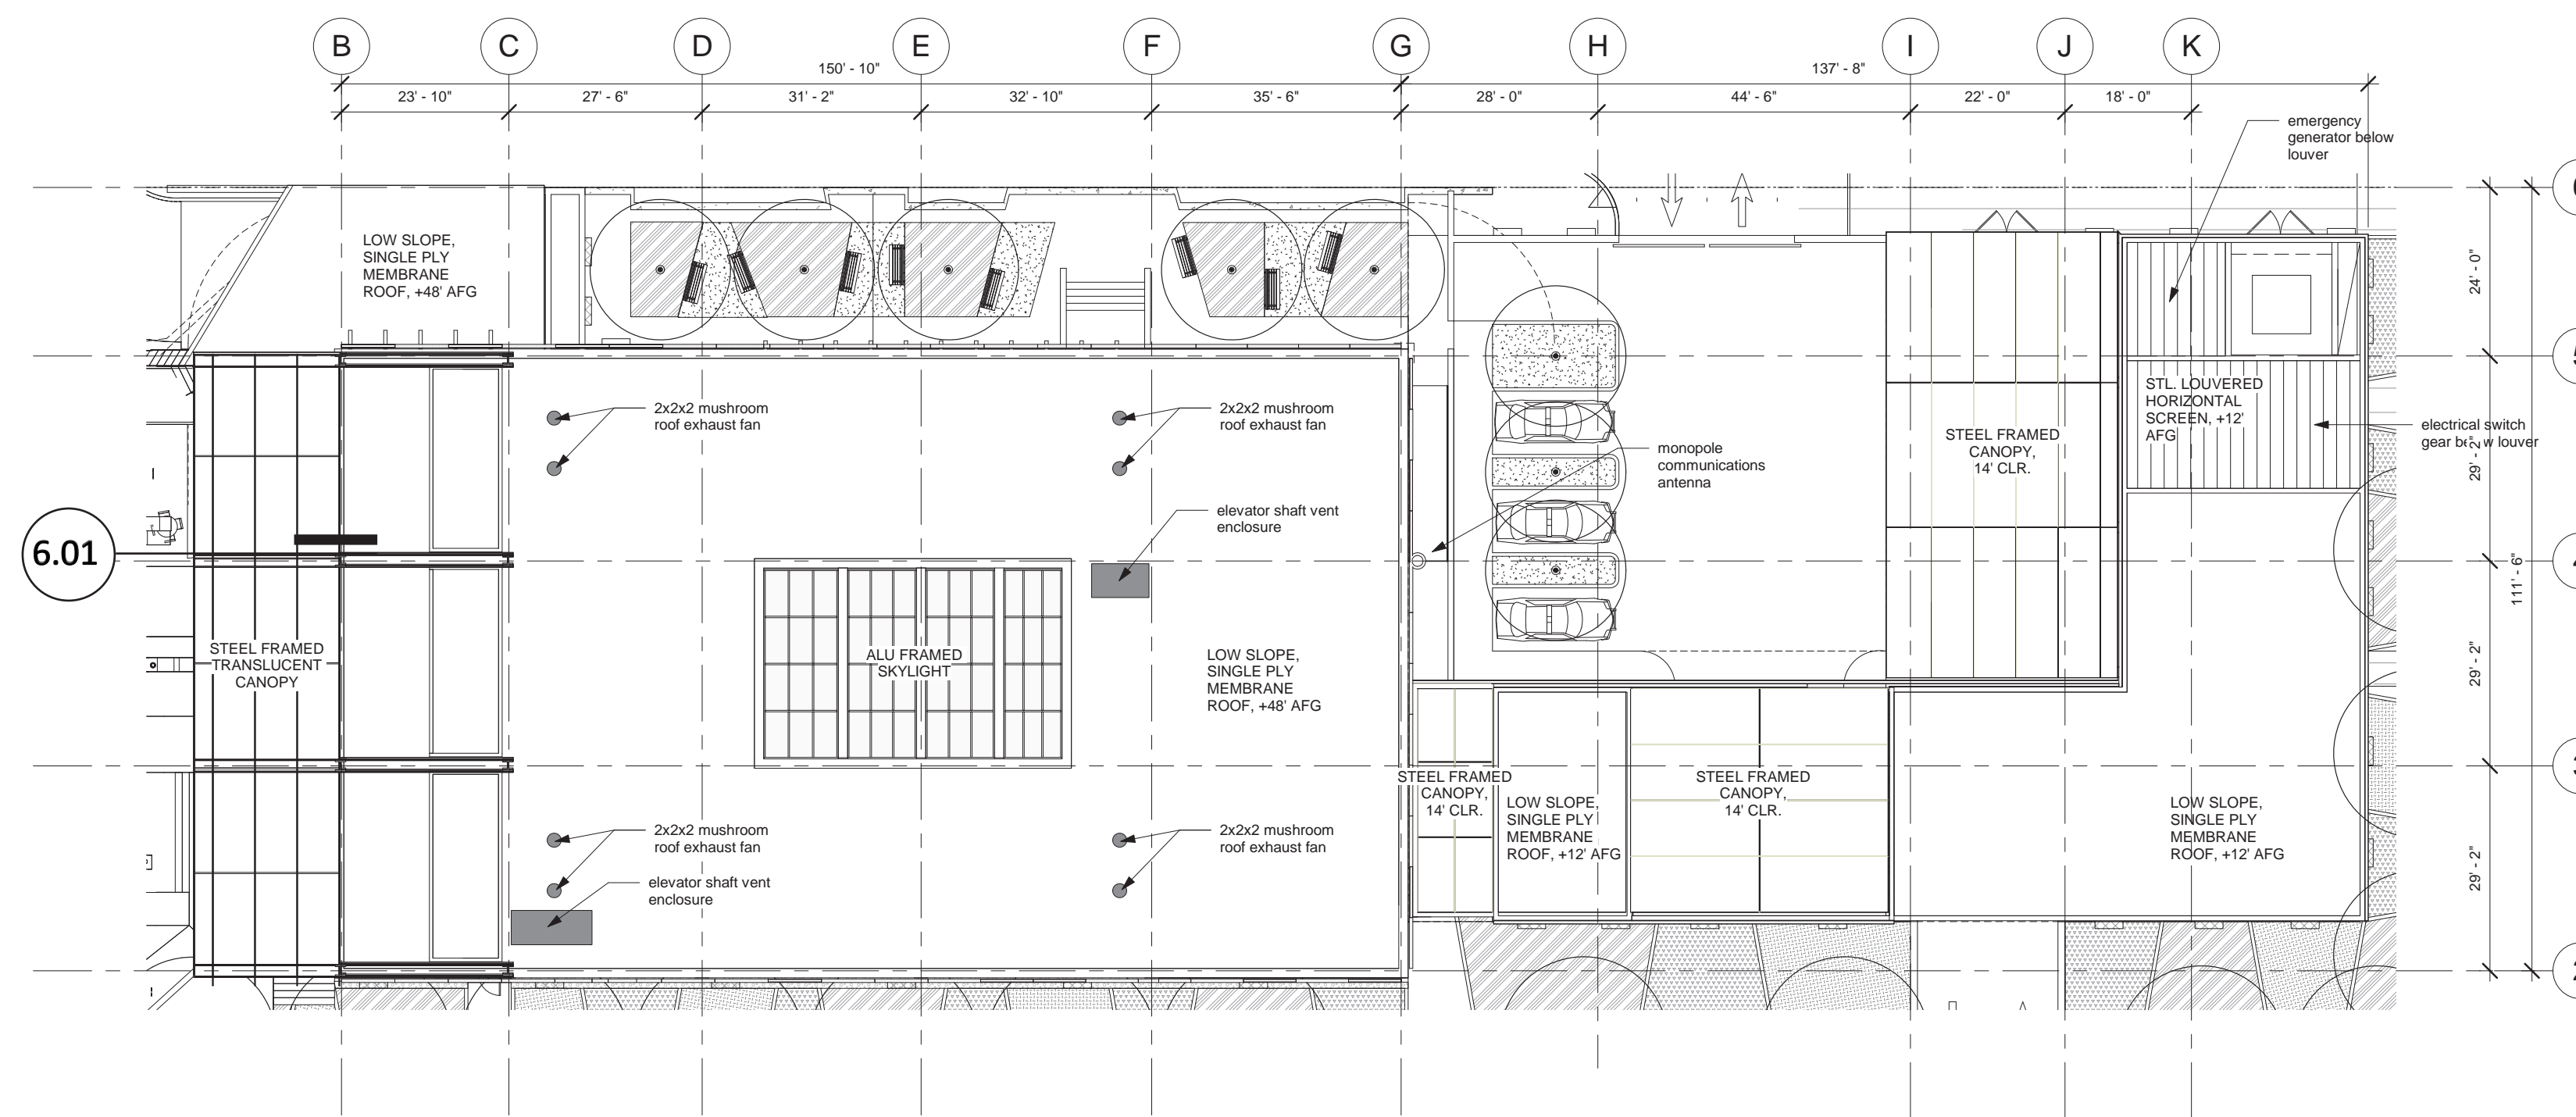 B C D E F G H I J K
150' - 10" 137' - 8"
23' - 10" 27' - 6" 31' - 2" 32' - 10" 35' - 6" 28' - 0" 44' - 6" 22' - 0" 18' - 0"
emergency
generator below
louver
LOW SLOPE,
SINGLE PLY
MEMBRANE
ROOF, +48' AFG
24' - 0"
2x2x2 mushroom
roof exhaust fan
2x2x2 mushroom
roof exhaust fan
monopole
communications
antenna
STEEL FRAMED
CANOPY,
14' CLR.
STL. LOUVERED
HORIZONTAL
SCREEN, +12'
AFG
electrical switch
gear below louver
29' - 2"
elevator shaft vent
enclosure
6.01
111' - 6"
STEEL FRAMED
TRANSLUCENT
CANOPY
ALU FRAMED
SKYLIGHT
LOW SLOPE,
SINGLE PLY
MEMBRANE
ROOF, +48' AFG
29' - 2"
STEEL FRAMED
CANOPY,
14' CLR.
LOW SLOPE,
SINGLE PLY
MEMBRANE
ROOF, +12' AFG
STEEL FRAMED
CANOPY,
14' CLR.
LOW SLOPE,
SINGLE PLY
MEMBRANE
ROOF, +12' AFG
2x2x2 mushroom
roof exhaust fan
2x2x2 mushroom
roof exhaust fan
elevator shaft vent
enclosure
29' - 2"